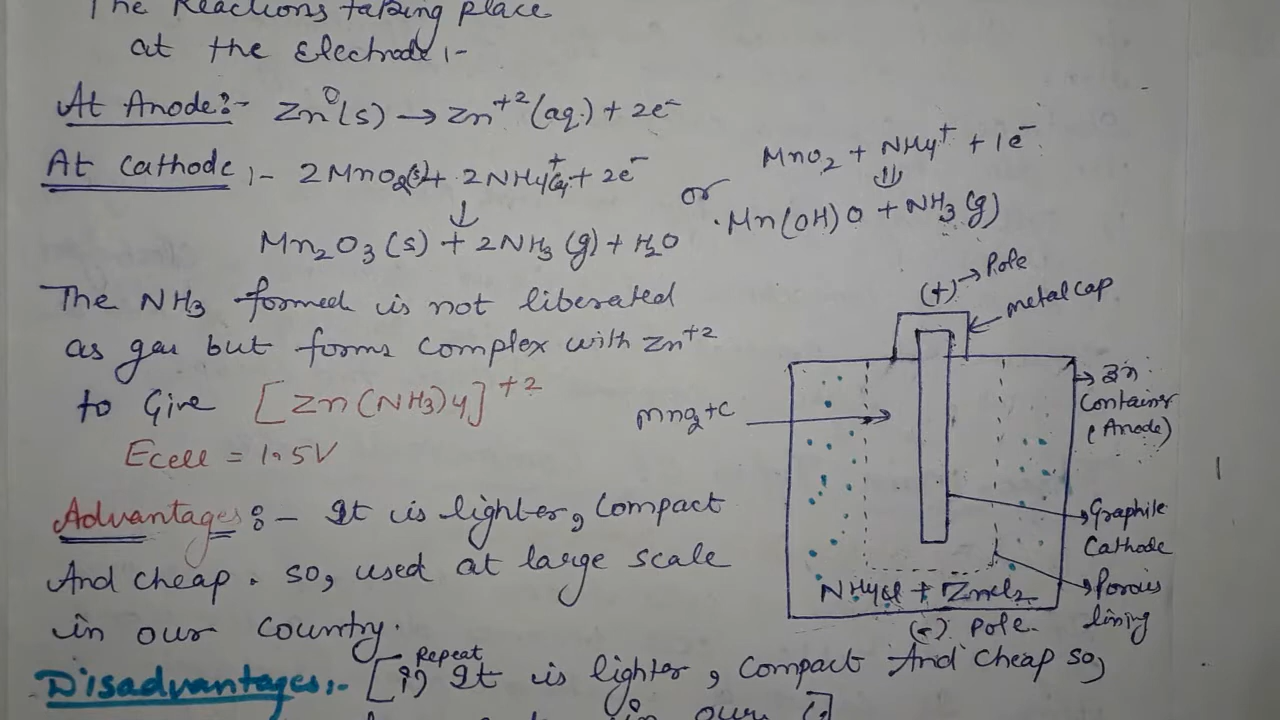 The Reactions taking place
at the Electrode :-
At Anode :- Zn⁰(s) → Zn⁺²(aq.) + 2e⁻
At Cathode :- 2MnO₂(s) + 2NH₄⁺(aq) + 2e⁻
↓
Mn₂O₃(s) + 2NH₃(g) + H₂O
or
MnO₂ + NH₄⁺ + 1e⁻
⇓
Mn(OH)O + NH₃(g)
The NH₃ formed is not liberated
as gas but forms complex with Zn⁺²
to Give [Zn(NH₃)₄]⁺²
Ecell = 1.5V
Advantages :- It is lighter, Compact
And cheap. so, used at large scale
in our country.
Repeat
Disadvantages :- [i) It is lighter, compact And cheap so,
in our
(+) → Pole
metal cap
Zn
Container
(Anode)
MnO₂+C
Graphite
Cathode
Porous
lining
NH₄Cl + ZnCl₂
(-) Pole.